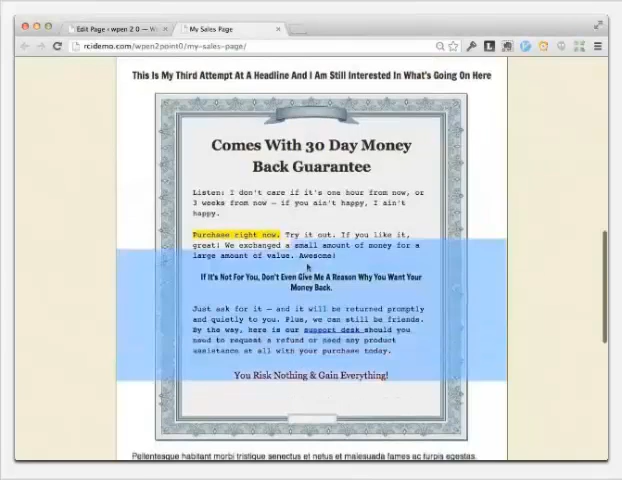 Edit Page ‹ wpen 2 0 — W
My Sales Page
rcidemo.com/wpen2point0/my-sales-page/
This Is My Third Attempt At A Headline And I Am Still Interested In What's Going On Here
Comes With 30 Day Money
Back Guarantee
Listen: I don't care if it's one hour from now, or
3 weeks from now — if you ain't happy, I ain't
happy.
Purchase right now. Try it out. If you like it,
great! We exchanged a small amount of money for a
large amount of value. Awesome!
If It's Not For You, Don't Even Give Me A Reason Why You Want Your
Money Back.
Just ask for it — and it will be returned promptly
and quietly to you. Plus, we can still be friends.
By the way, here is our support desk should you
need to request a refund or need any product
assistance at all with your purchase today.
You Risk Nothing & Gain Everything!
Pellentesque habitant morbi tristique senectus et netus et malesuada fames ac turpis egestas.